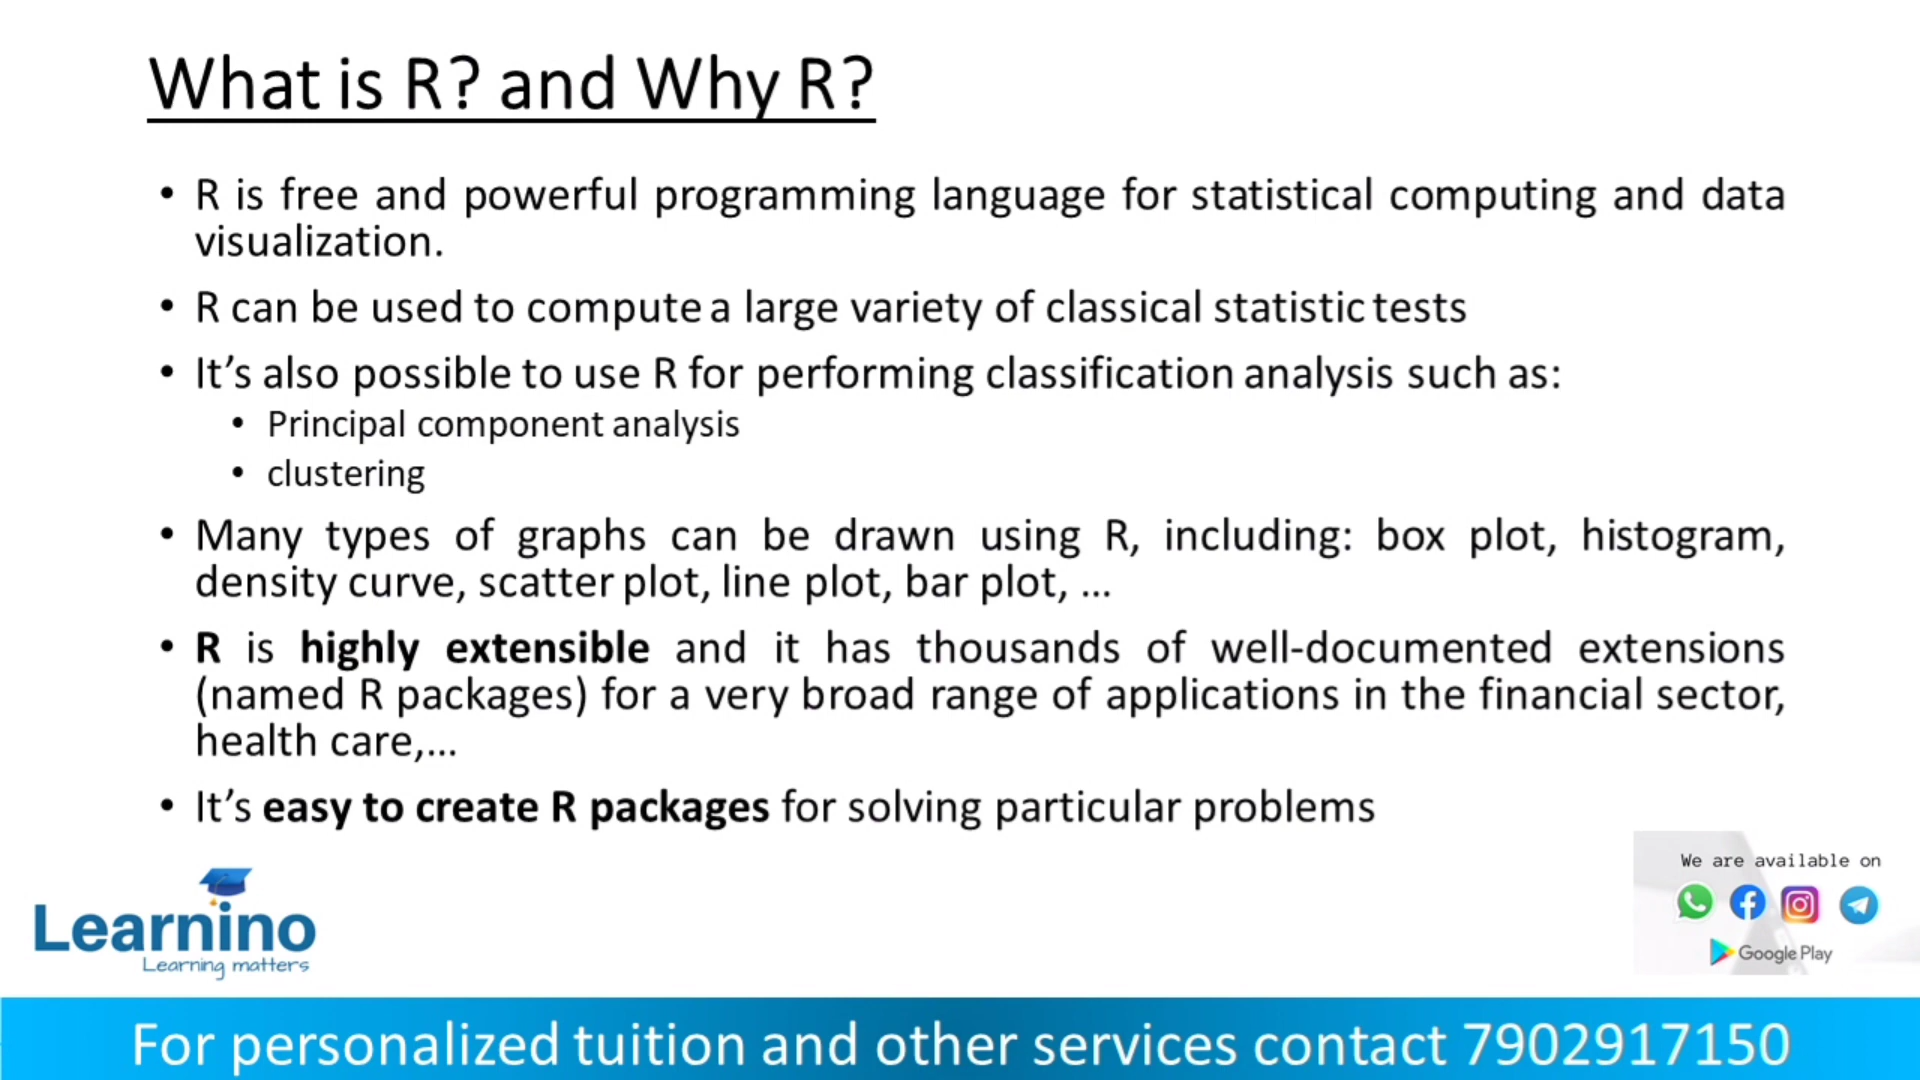 What is R? and Why R?
• R is free and powerful programming language for statistical computing and data
visualization.
• R can be used to compute a large variety of classical statistic tests
• It’s also possible to use R for performing classification analysis such as:
• Principal component analysis
• clustering
• Many types of graphs can be drawn using R, including: box plot, histogram,
density curve, scatter plot, line plot, bar plot, ...
• R is highly extensible and it has thousands of well-documented extensions
(named R packages) for a very broad range of applications in the financial sector,
health care,...
• It’s easy to create R packages for solving particular problems
We are available on
Google Play
Learnino
Learning matters
For personalized tuition and other services contact 7902917150